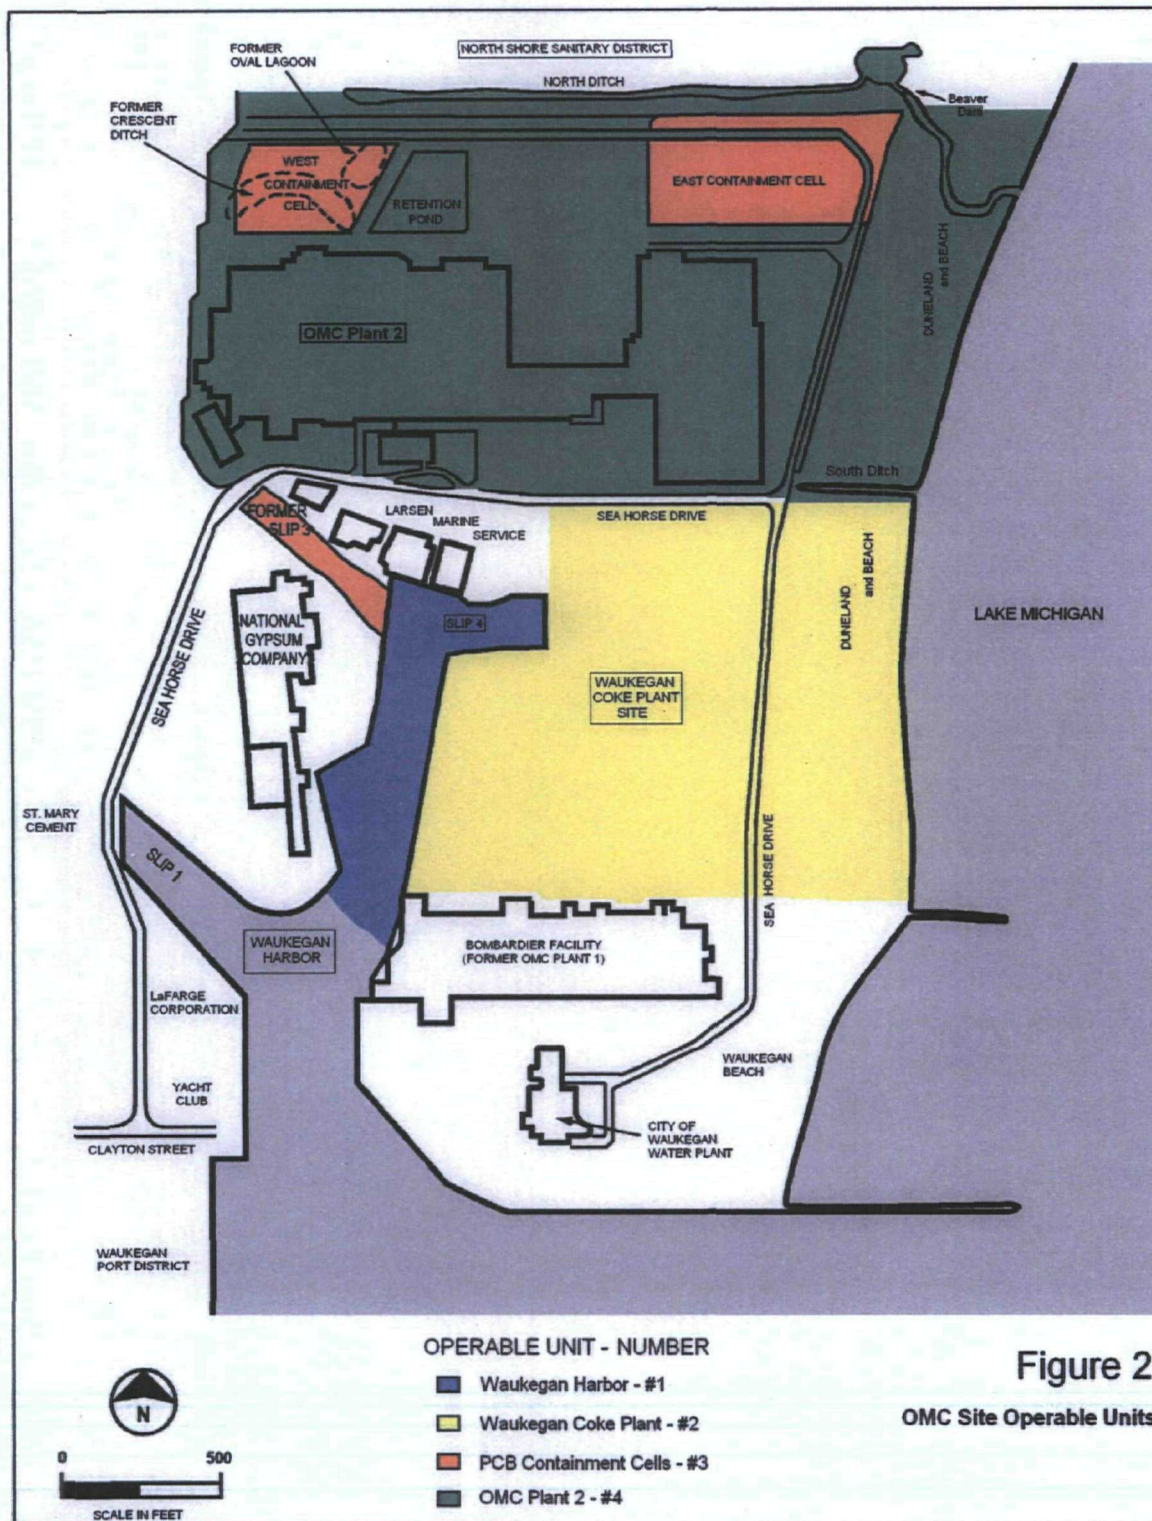 FORMER
OVAL LAGOON
NORTH SHORE SANITARY DISTRICT
NORTH DITCH
Beaver
Dam
FORMER
CRESCENT
DITCH
WEST
CONTAINMENT
CELL
RETENTION
POND
EAST CONTAINMENT CELL
DUNELAND
and BEACH
OMC Plant 2
South Ditch
FORMER
SLIP 3
LARSEN
MARINE
SERVICE
SEA HORSE DRIVE
DUNELAND
and BEACH
NATIONAL
GYPSUM
COMPANY
SLIP 4
LAKE MICHIGAN
SEA HORSE DRIVE
WAUKEGAN
COKE PLANT
SITE
ST. MARY
CEMENT
SLIP 1
SEA HORSE DRIVE
WAUKEGAN
HARBOR
BOMBARDIER FACILITY
(FORMER OMC PLANT 1)
LaFARGE
CORPORATION
YACHT
CLUB
WAUKEGAN
BEACH
CLAYTON STREET
CITY OF
WAUKEGAN
WATER PLANT
WAUKEGAN
PORT DISTRICT
OPERABLE UNIT - NUMBER
Waukegan Harbor - #1
Waukegan Coke Plant - #2
PCB Containment Cells - #3
OMC Plant 2 - #4
Figure 2
OMC Site Operable Units
N
0 500
SCALE IN FEET